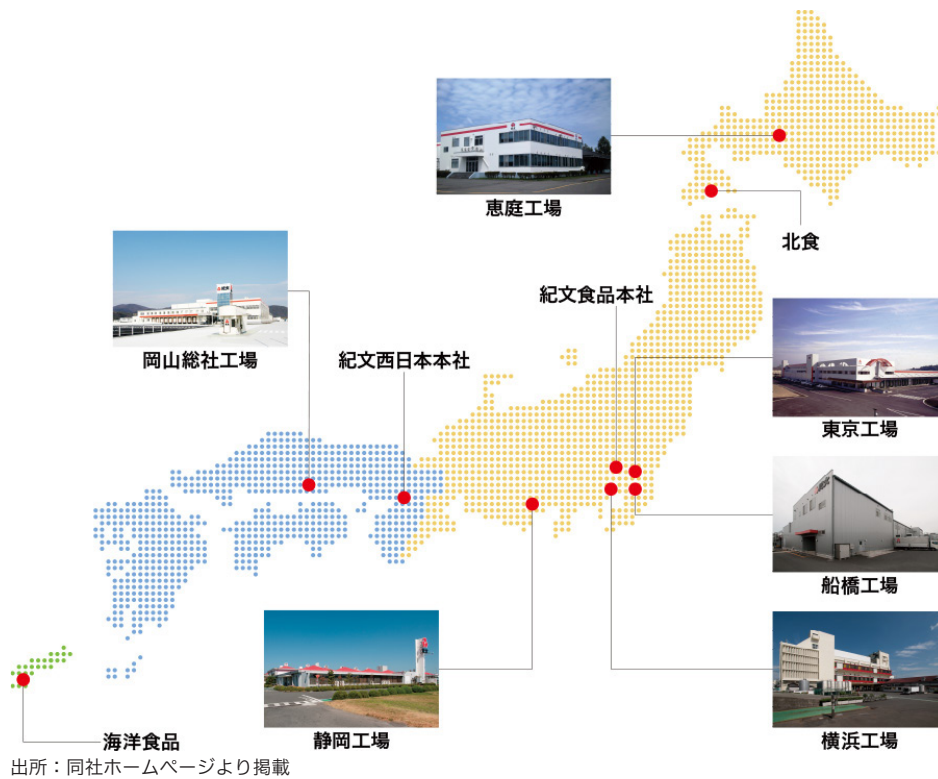 恵庭工場
北食
紀文食品本社
岡山総社工場
紀文西日本本社
東京工場
船橋工場
静岡工場
横浜工場
海洋食品
出所：同社ホームページより掲載